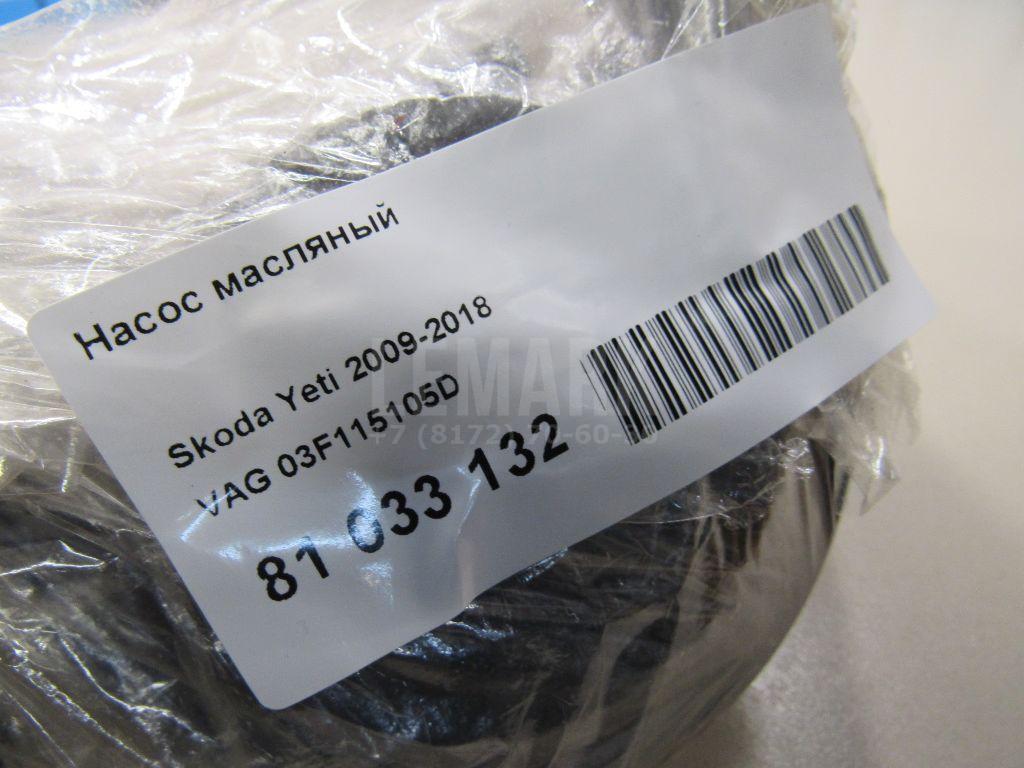 Насос масляный
Skoda Yeti 2009-2018
VAG 03F115105D
81 033 132